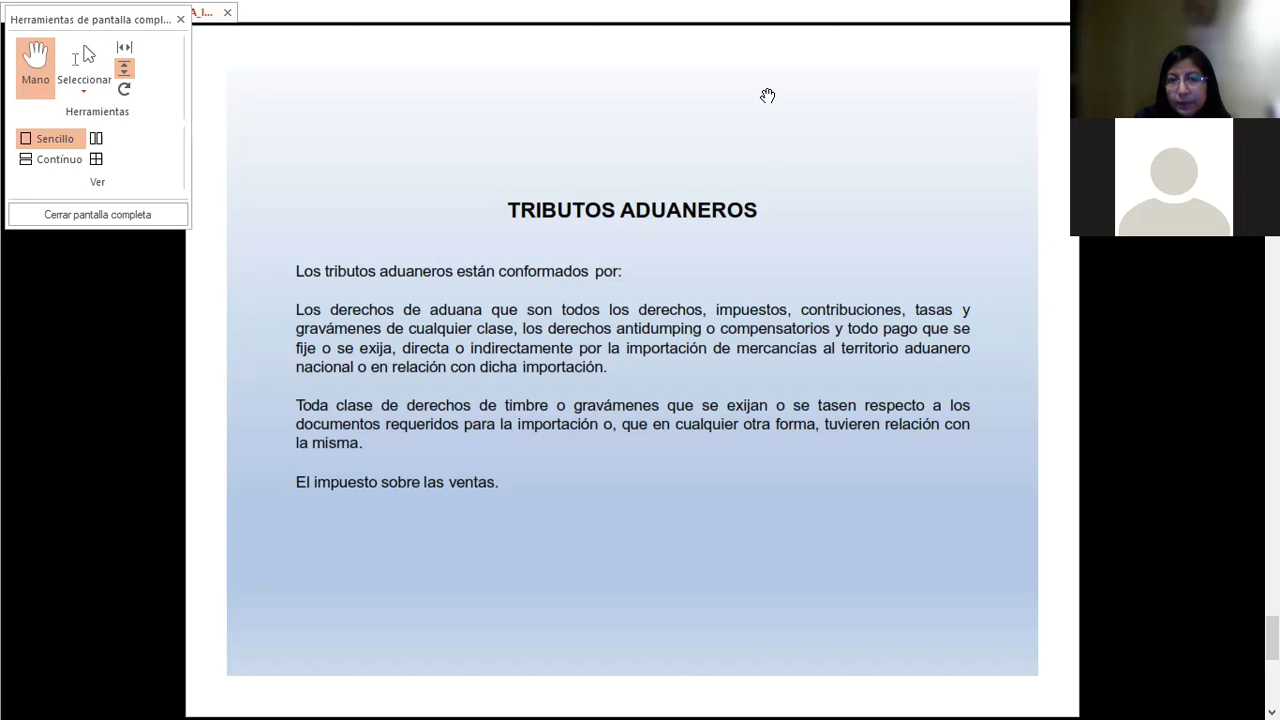 Herramientas de pantalla compl...
A_I...
Mano
Seleccionar
Herramientas
Sencillo
Contínuo
Ver
Cerrar pantalla completa
TRIBUTOS ADUANEROS
Los tributos aduaneros están conformados por:
Los derechos de aduana que son todos los derechos, impuestos, contribuciones, tasas y
gravámenes de cualquier clase, los derechos antidumping o compensatorios y todo pago que se
fije o se exija, directa o indirectamente por la importación de mercancías al territorio aduanero
nacional o en relación con dicha importación.
Toda clase de derechos de timbre o gravámenes que se exijan o se tasen respecto a los
documentos requeridos para la importación o, que en cualquier otra forma, tuvieren relación con
la misma.
El impuesto sobre las ventas.